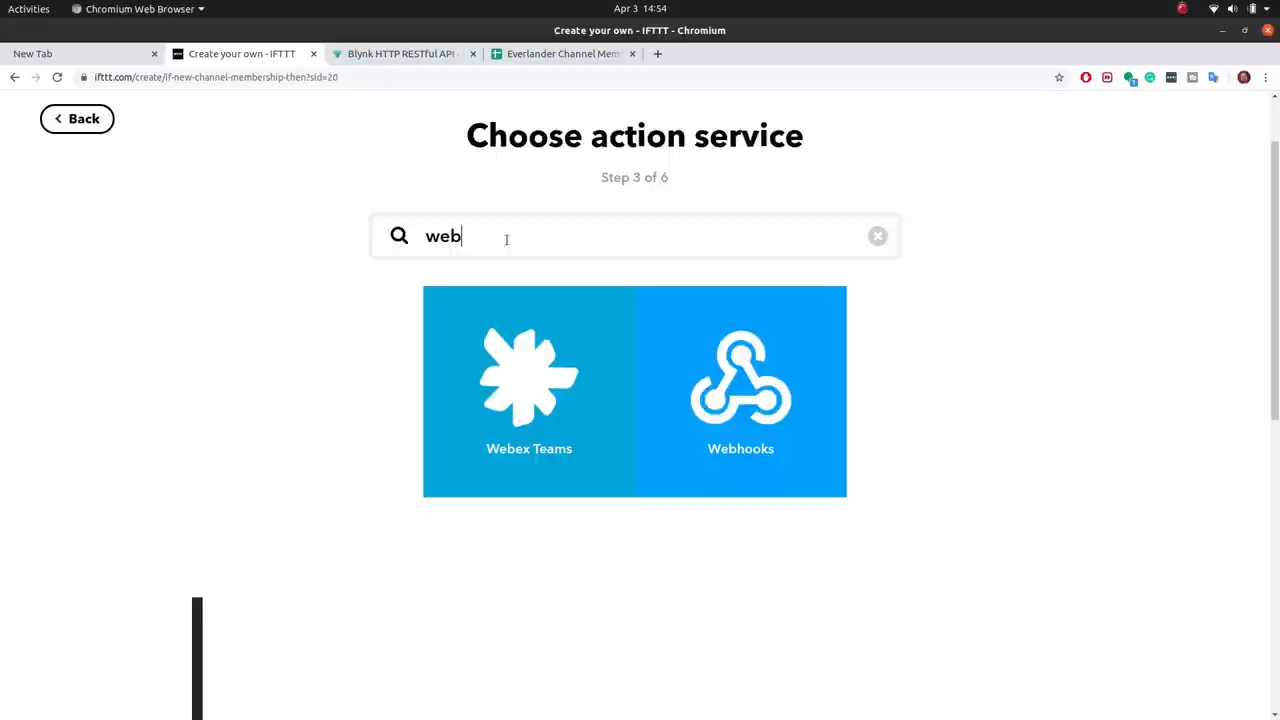 Activities
Chromium Web Browser
Apr 3 14:54
Create your own - IFTTT - Chromium
New Tab
Create your own - IFTTT
Blynk HTTP RESTful API -
Everlander Channel Mem
ifttt.com/create/if-new-channel-membership-then?sid=20
Back
Choose action service
Step 3 of 6
web
Webex Teams
Webhooks